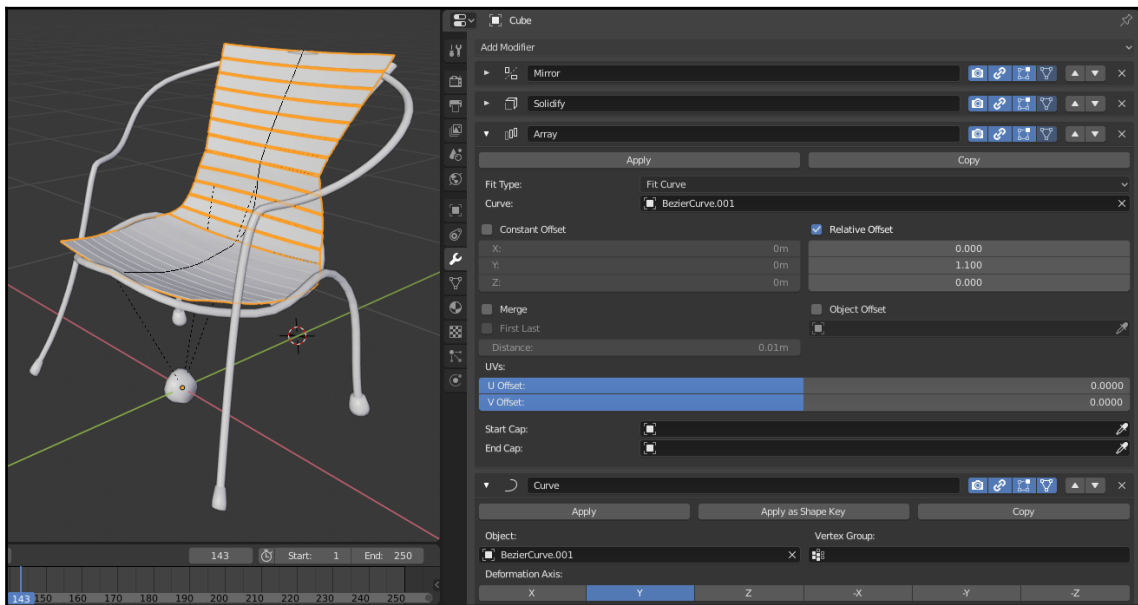 Cube
Add Modifier
Mirror
Solidify
Array
Apply Copy
Fit Type: Fit Curve
Curve: BezierCurve.001
Constant Offset Relative Offset
X: 0m 0.000
Y: 0m 1.100
Z: 0m 0.000
Merge Object Offset
First Last
Distance: 0.01m
UVs:
U Offset: 0.0000
V Offset: 0.0000
Start Cap:
End Cap:
Curve
Apply Apply as Shape Key Copy
Object: Vertex Group:
BezierCurve.001
Deformation Axis:
X Y Z -X -Y -Z
143 Start: 1 End: 250
143 150 160 170 180 190 200 210 220 230 240 250